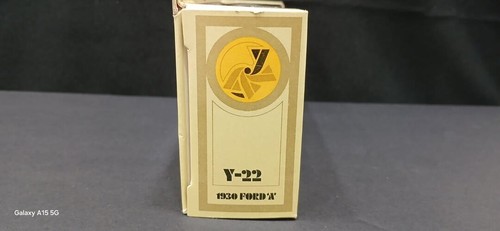 y
Y-22
1930 FORD 'A'
Galaxy A15 5G